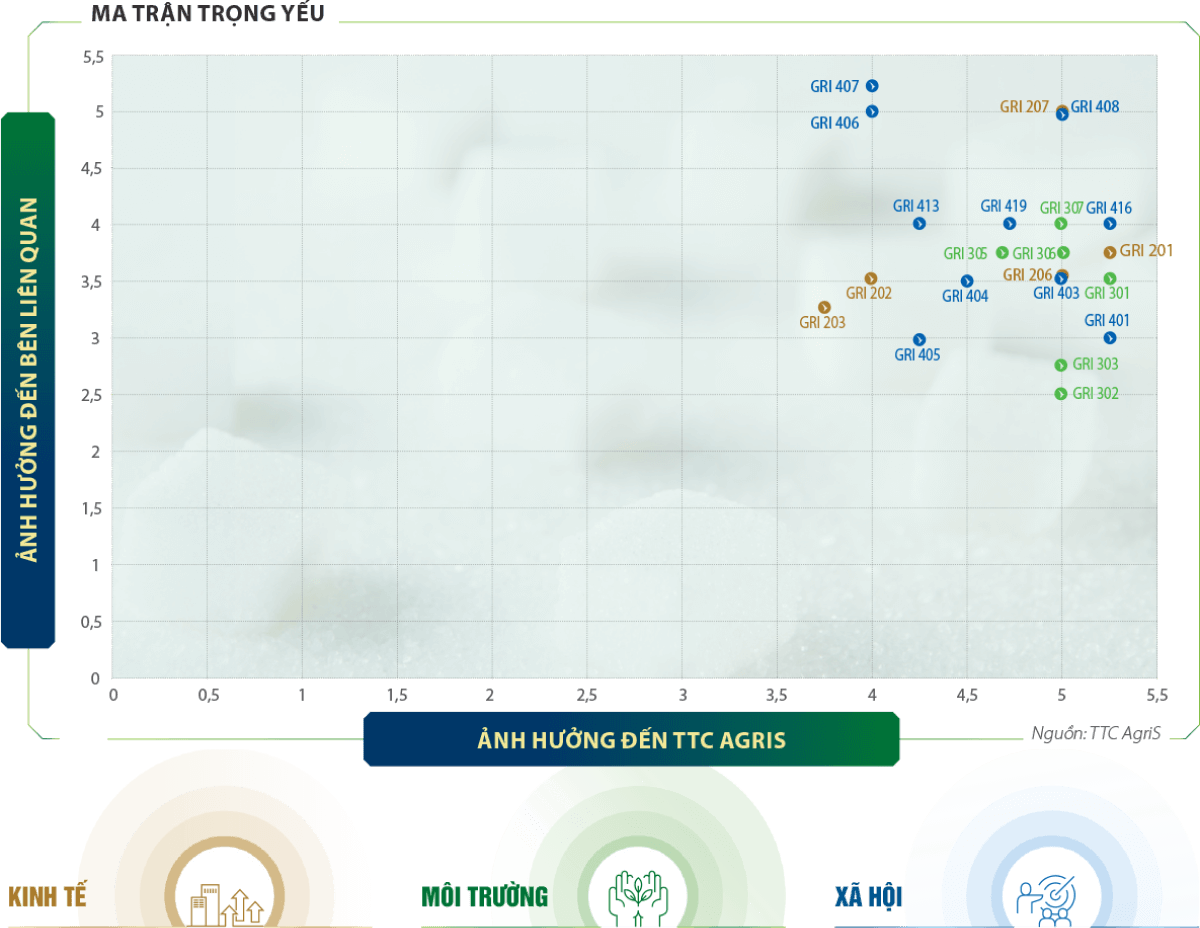 MA TRẬN TRỌNG YẾU
ẢNH HƯỞNG ĐẾN BÊN LIÊN QUAN
5,5
5
4,5
4
3,5
3
2,5
2
1,5
1
0,5
0
GRI 407
GRI 406
GRI 207
GRI 408
GRI 413
GRI 419
GRI 307
GRI 416
GRI 305
GRI 306
GRI 201
GRI 202
GRI 404
GRI 206
GRI 403
GRI 301
GRI 203
GRI 401
GRI 405
GRI 303
GRI 302
0 0,5 1 1,5 2 2,5 3 3,5 4 4,5 5 5,5
ẢNH HƯỞNG ĐẾN TTC AGRIS
Nguồn: TTC AgriS
KINH TẾ
MÔI TRƯỜNG
XÃ HỘI